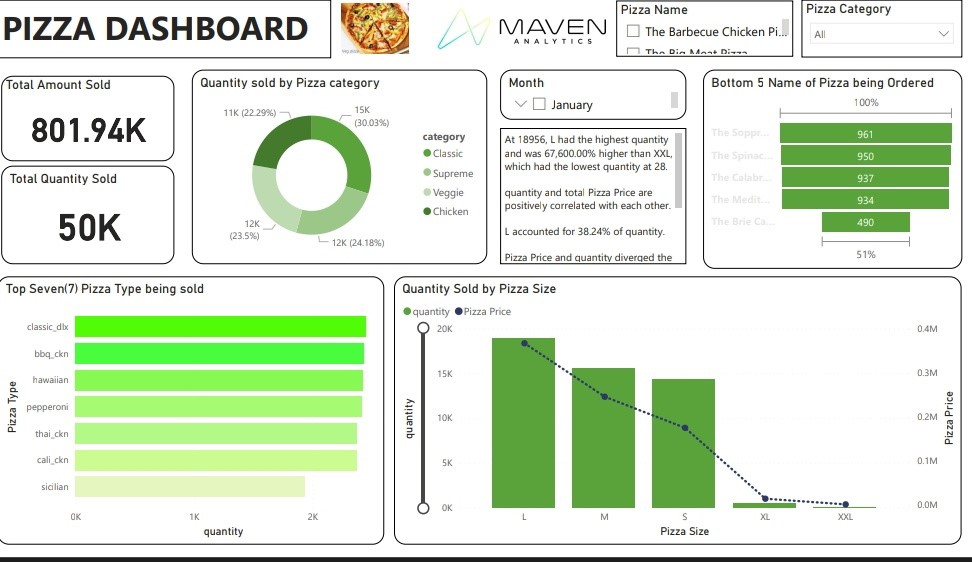 PIZZA DASHBOARD
MAVEN
ANALYTICS
Pizza Name
The Barbecue Chicken Pi...
The Big Meat Pizza
Pizza Category
All
Total Amount Sold
801.94K
Total Quantity Sold
50K
Quantity sold by Pizza category
11K (22.29%)
15K
(30.03%)
12K
(23.5%)
12K (24.18%)
category
Classic
Supreme
Veggie
Chicken
Month
January
At 18956, L had the highest quantity
and was 67,600.00% higher than XXL,
which had the lowest quantity at 28.
quantity and total Pizza Price are
positively correlated with each other.
L accounted for 38.24% of quantity.
Pizza Price and quantity diverged the
Bottom 5 Name of Pizza being Ordered
100%
The Soppr... 961
The Spinac... 950
The Calabr... 937
The Medit... 934
The Brie Ca... 490
51%
Top Seven(7) Pizza Type being sold
Pizza Type
classic_dlx
bbq_ckn
hawaiian
pepperoni
thai_ckn
cali_ckn
sicilian
0K 1K 2K
quantity
Quantity Sold by Pizza Size
quantity Pizza Price
quantity
20K
15K
10K
5K
0K
0.4M
0.3M
0.2M
0.1M
0.0M
Pizza Price
L M S XL XXL
Pizza Size